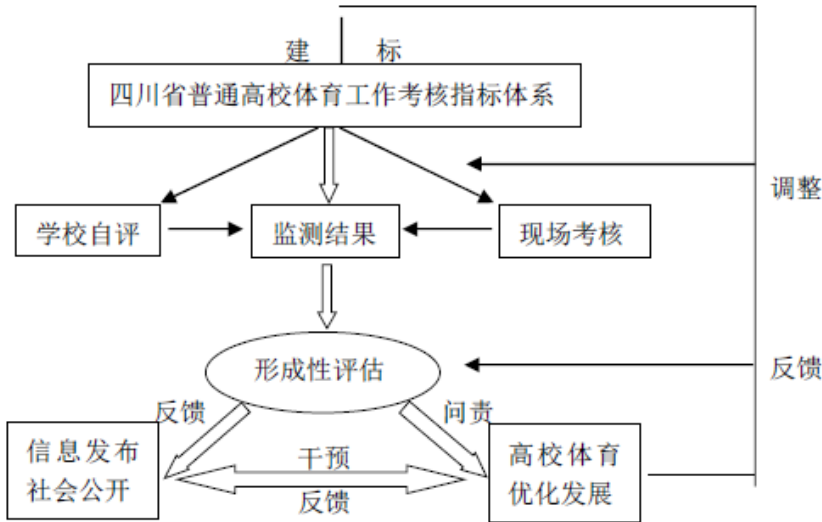 建 标
四川省普通高校体育工作考核指标体系
调整
学校自评
监测结果
现场考核
形成性评估
反馈
反馈
问责
信息发布
社会公开
干预
反馈
高校体育
优化发展